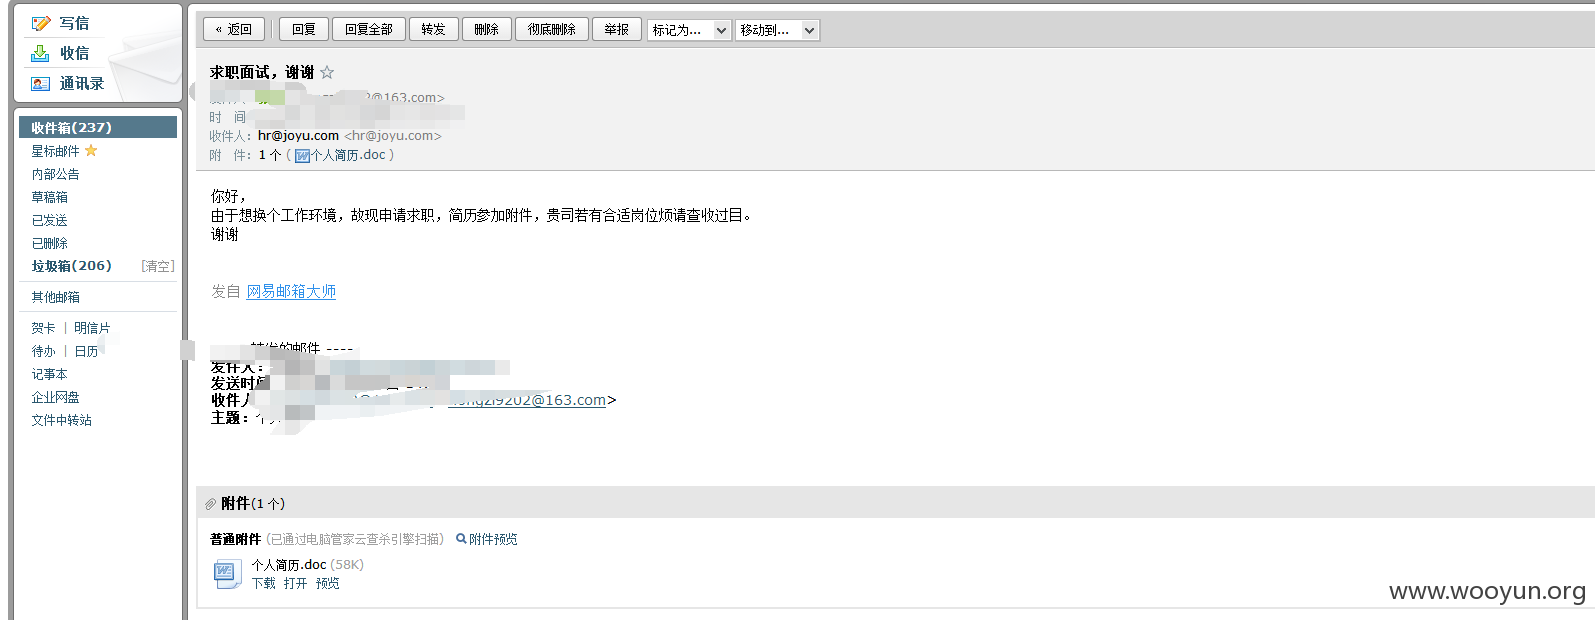 写信
收信
通讯录
收件箱(237)
星标邮件
内部公告
草稿箱
已发送
已删除
垃圾箱(206) [清空]
其他邮箱
贺卡 | 明信片
待办 | 日历
记事本
企业网盘
文件中转站
« 返回 回复 回复全部 转发 删除 彻底删除 举报 标记为... 移动到...
求职面试，谢谢
2@163.com>
时 间
收件人：hr@joyu.com <hr@joyu.com>
附 件：1 个 ( 个人简历.doc )
你好，
由于想换个工作环境，故现申请求职，简历参加附件，贵司若有合适岗位烦请查收过目。
谢谢
发自 网易邮箱大师
转发的邮件 ----
发件人：
发送时间
收件人 9202@163.com>
主题：个人
附件(1 个)
普通附件 (已通过电脑管家云查杀引擎扫描) 附件预览
个人简历.doc (58K)
下载 打开 预览
www.wooyun.org